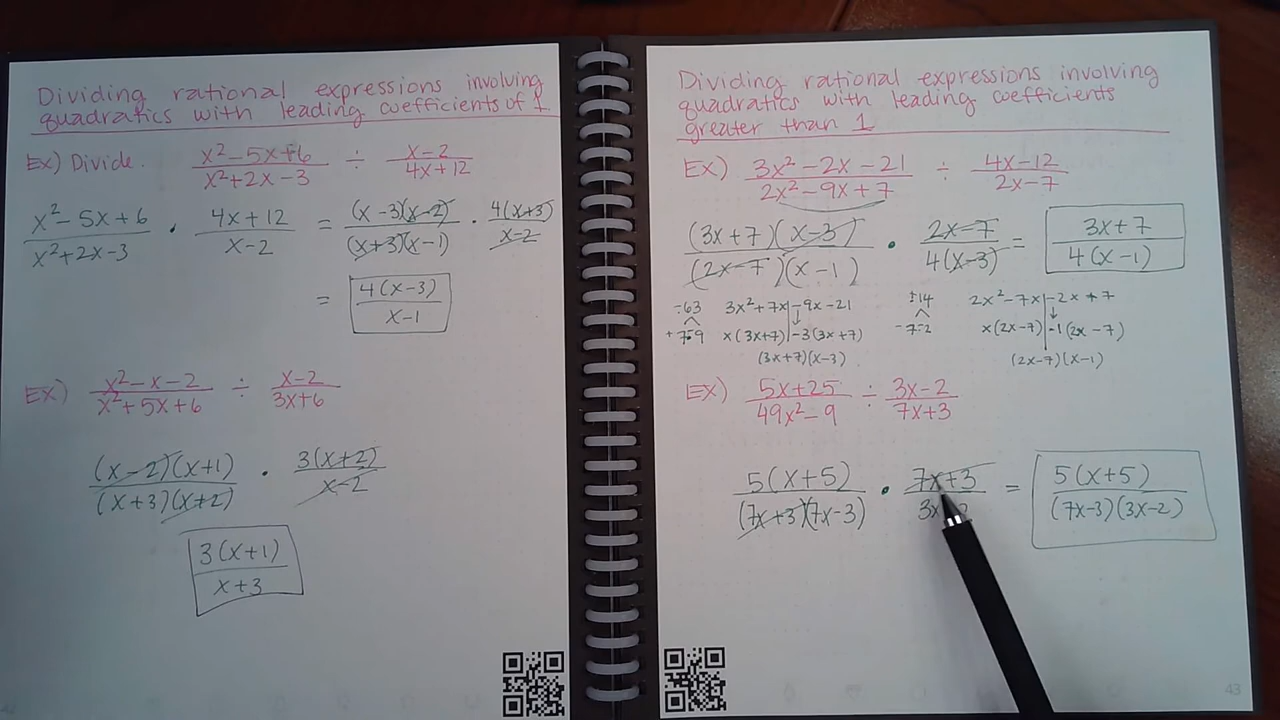 Dividing rational expressions involving
quadratics with leading coefficients of 1
Ex) Divide. (x²-5x+6)/(x²+2x-3) ÷ (x-2)/(4x+12)
(x²-5x+6)/(x²+2x-3) · (4x+12)/(x-2) = (x-3)(x-2)/(x+3)(x-1) · 4(x+3)/(x-2)
= 4(x-3)/(x-1)
Ex) (x²-x-2)/(x²+5x+6) ÷ (x-2)/(3x+6)
(x-2)(x+1)/(x+3)(x+2) · 3(x+2)/(x-2)
3(x+1)/(x+3)
Dividing rational expressions involving
quadratics with leading coefficients
greater than 1
Ex) (3x²-2x-21)/(2x²-9x+7) ÷ (4x-12)/(2x-7)
(3x+7)(x-3)/(2x-7)(x-1) · (2x-7)/4(x-3) = (3x+7)/4(x-1)
-63 3x²+7x|-9x-21 +14 2x²-7x|-2x+7
+7-9 x(3x+7)|-3(3x+7) -7-2 x(2x-7)|-1(2x-7)
(3x+7)(x-3) (2x-7)(x-1)
Ex) (5x+25)/(49x²-9) ÷ (3x-2)/(7x+3)
5(x+5)/(7x+3)(7x-3) · (7x+3)/(3x-2) = 5(x+5)/(7x-3)(3x-2)
43